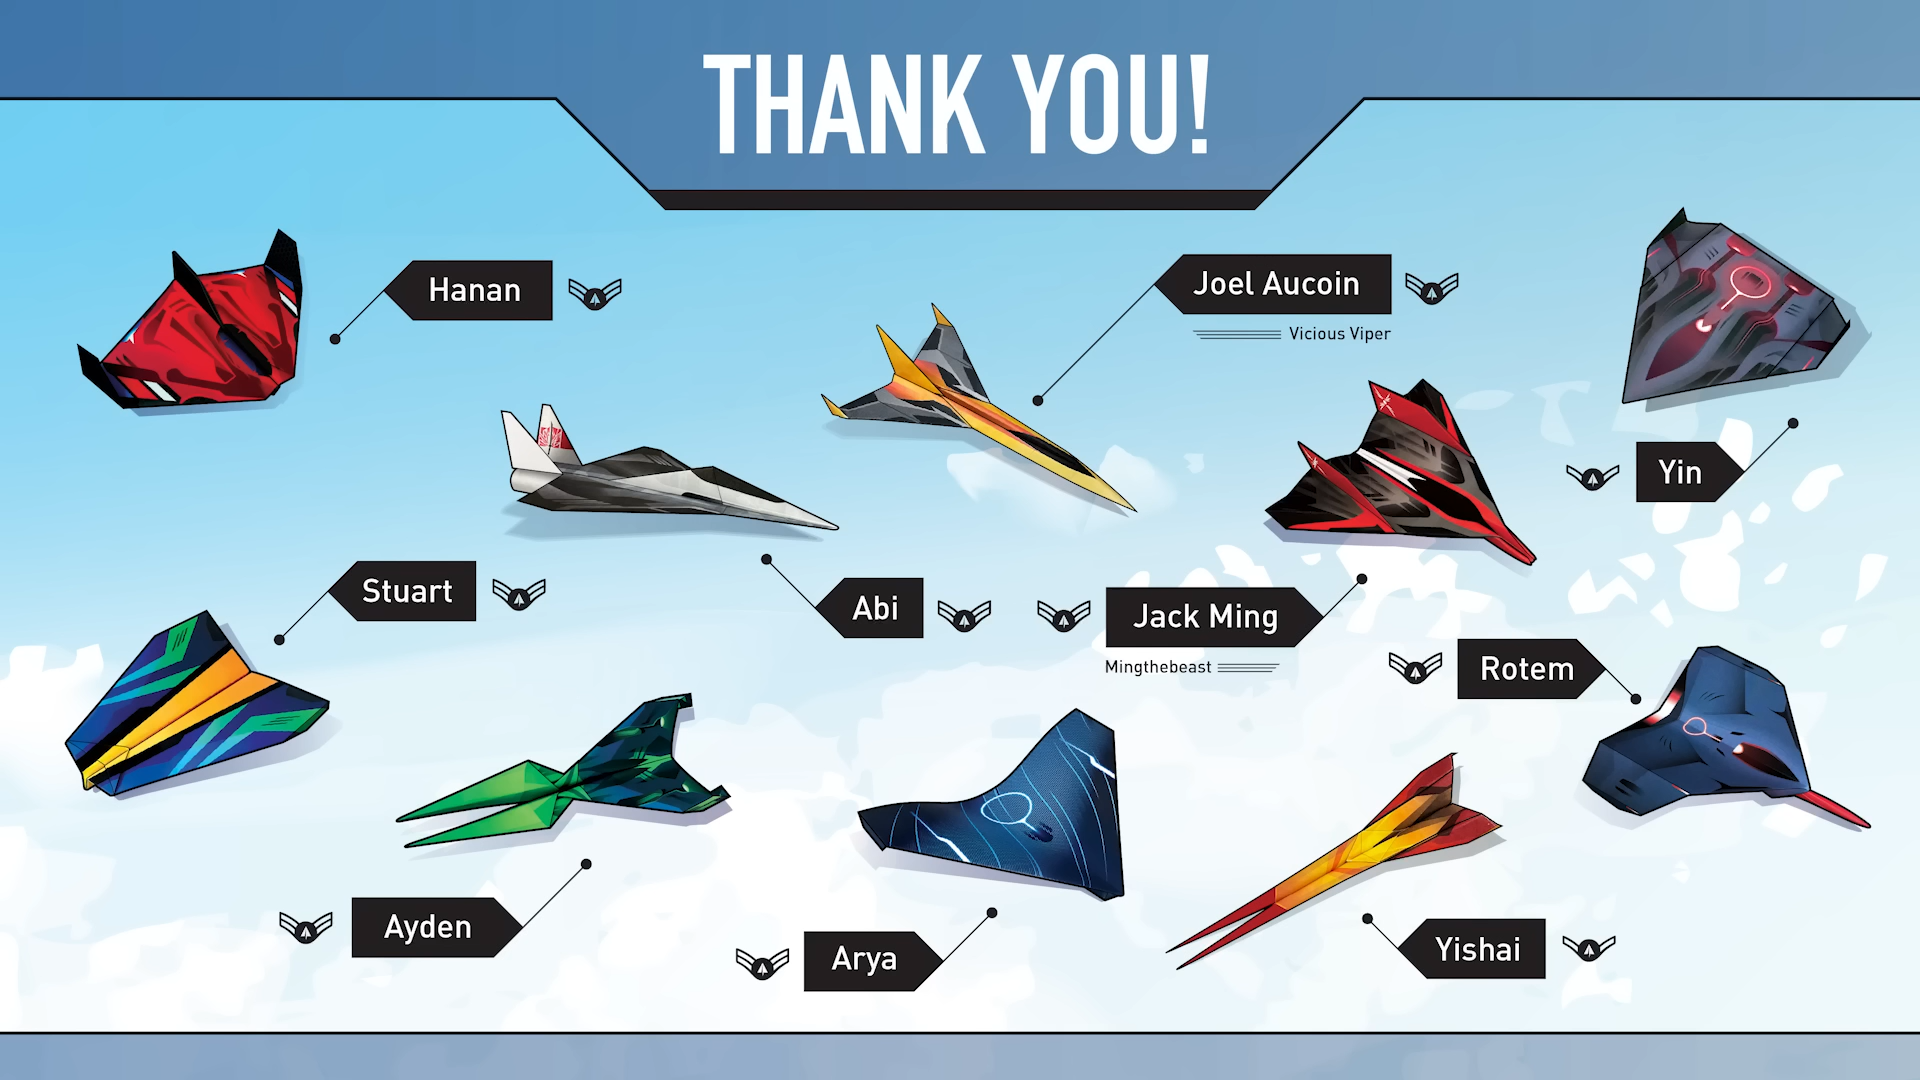 THANK YOU!
Hanan
Joel Aucoin
Vicious Viper
Yin
Stuart
Abi
Jack Ming
Mingthebeast
Rotem
Ayden
Arya
Yishai